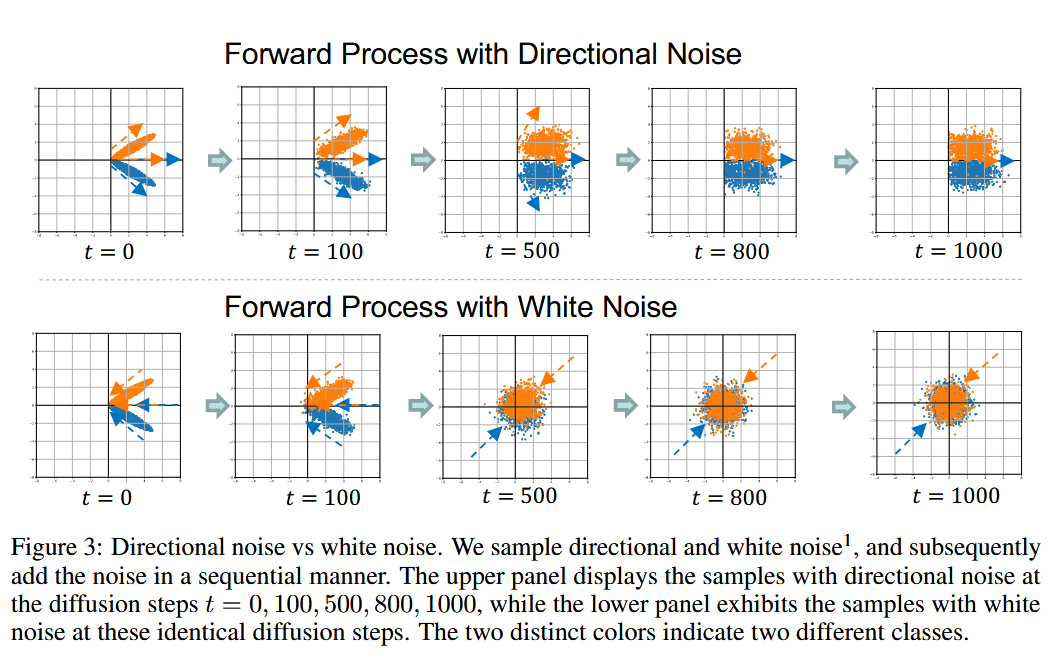 Forward Process with Directional Noise
t = 0
t = 100
t = 500
t = 800
t = 1000
Forward Process with White Noise
t = 0
t = 100
t = 500
t = 800
t = 1000
Figure 3: Directional noise vs white noise. We sample directional and white noise¹, and subsequently
add the noise in a sequential manner. The upper panel displays the samples with directional noise at
the diffusion steps t = 0, 100, 500, 800, 1000, while the lower panel exhibits the samples with white
noise at these identical diffusion steps. The two distinct colors indicate two different classes.